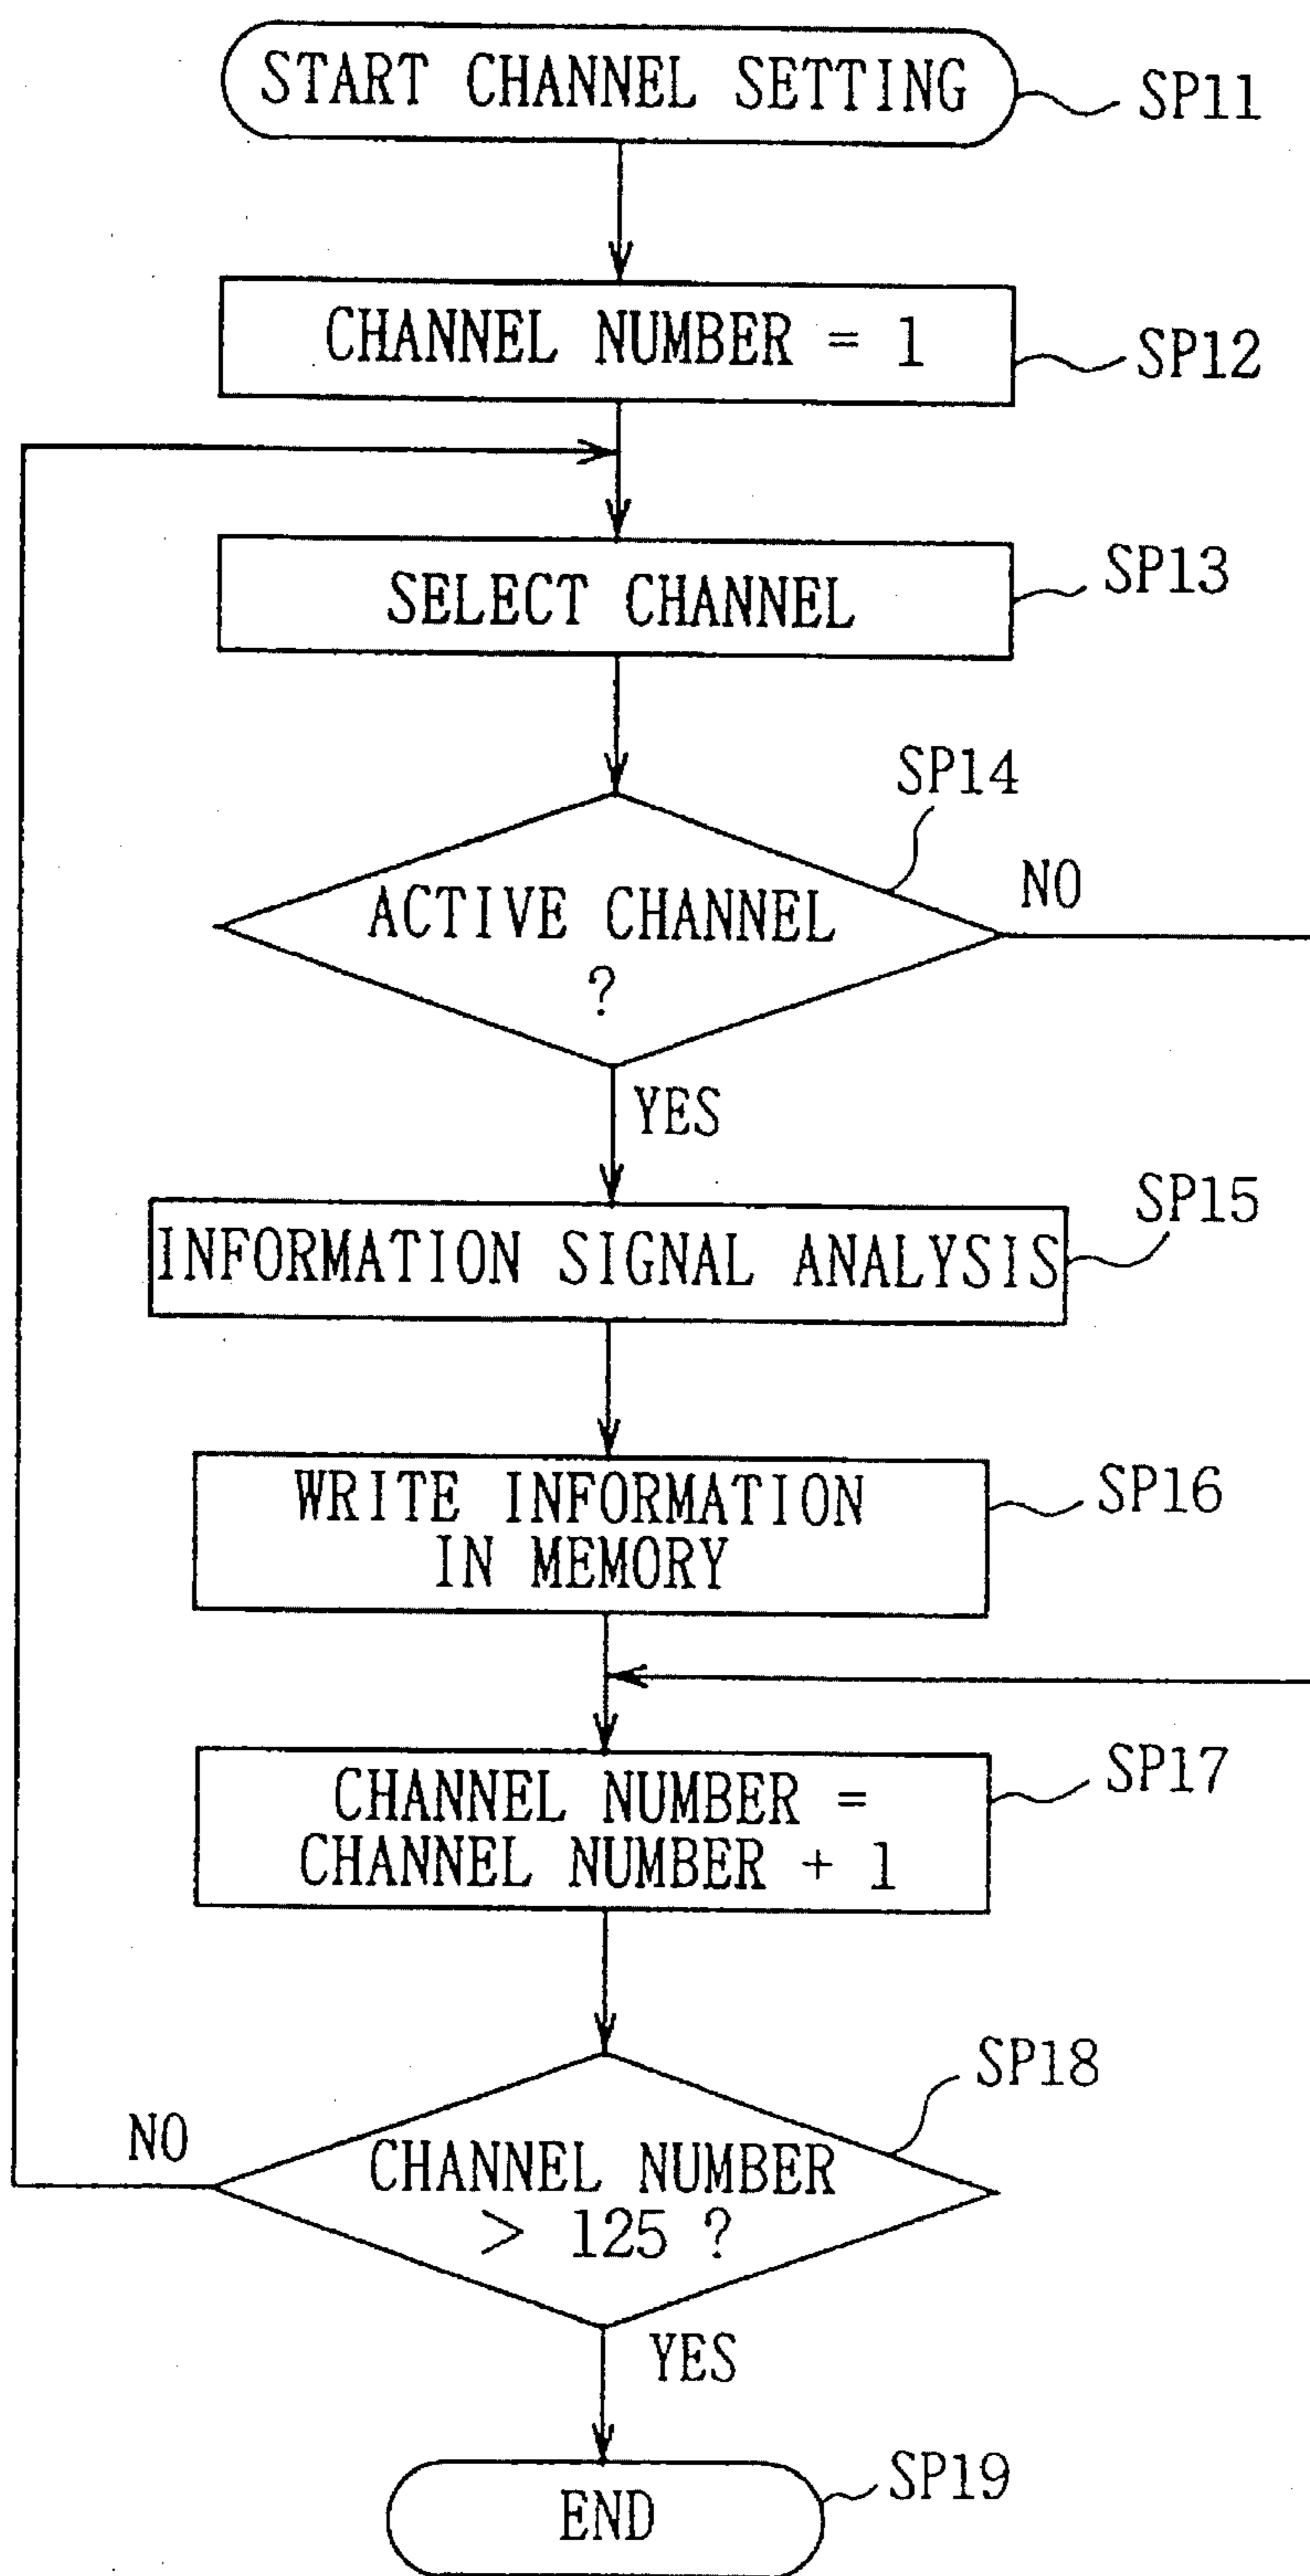 START CHANNEL SETTING
SP11
CHANNEL NUMBER = 1
SP12
SELECT CHANNEL
SP13
SP14
ACTIVE CHANNEL
?
NO
YES
SP15
INFORMATION SIGNAL ANALYSIS
WRITE INFORMATION
IN MEMORY
SP16
CHANNEL NUMBER =
CHANNEL NUMBER + 1
SP17
SP18
NO
CHANNEL NUMBER
> 125 ?
YES
END
SP19